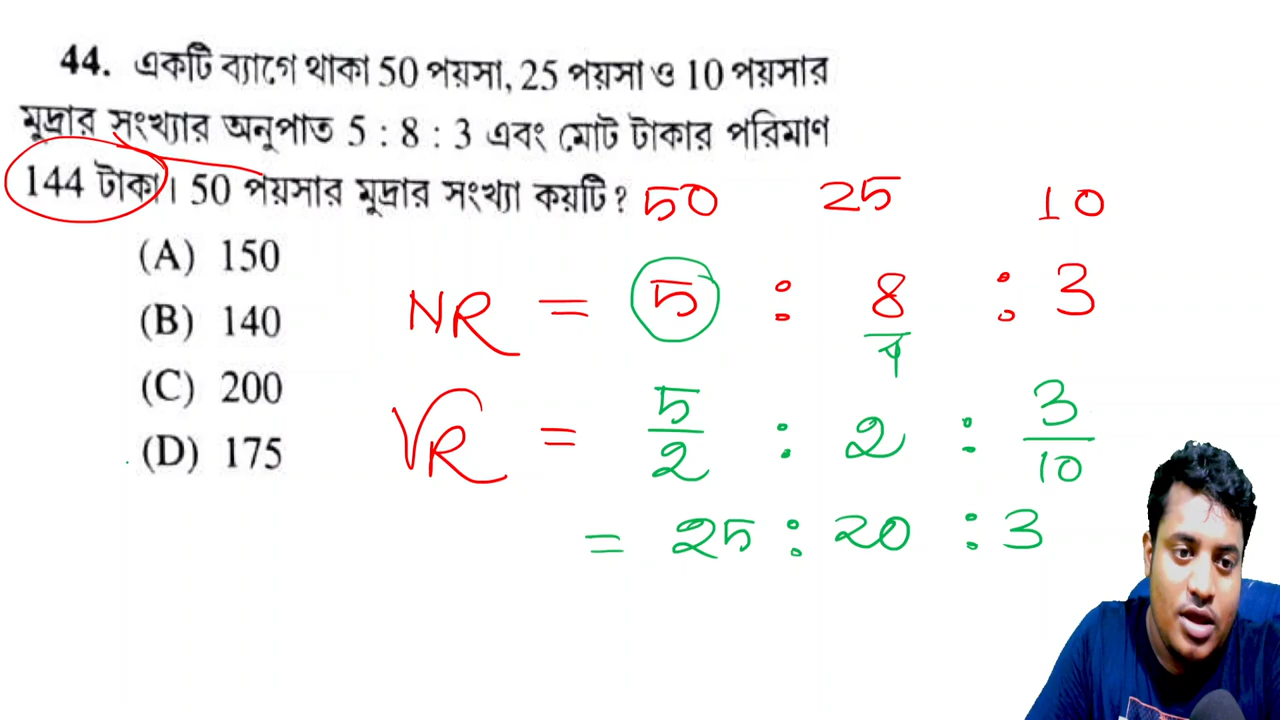 44. একটি ব্যাগে থাকা 50 পয়সা, 25 পয়সা ও 10 পয়সার
মুদ্রার সংখ্যার অনুপাত 5 : 8 : 3 এবং মোট টাকার পরিমাণ
144 টাকা। 50 পয়সার মুদ্রার সংখ্যা কয়টি ?
(A) 150
(B) 140
(C) 200
(D) 175
50 25 10
NR = 5 : 8/4 : 3
VR = 5/2 : 2 : 3/10
= 25 : 20 : 3